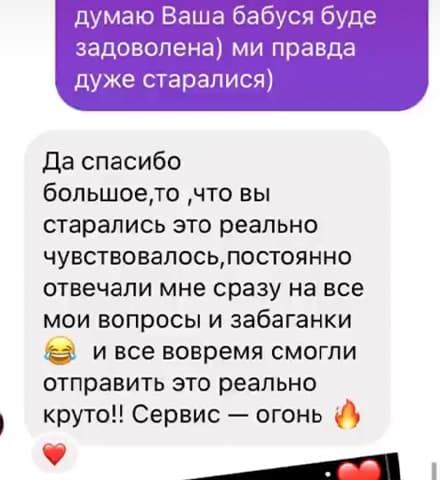 думаю Ваша бабуся буде
задоволена) ми правда
дуже старалися)
Да спасибо
большое,то ,что вы
старались это реально
чувствовалось,постоянно
отвечали мне сразу на все
мои вопросы и забаганки
😂 и все вовремя смогли
отправить это реально
круто!! Сервис — огонь 🔥
❤️